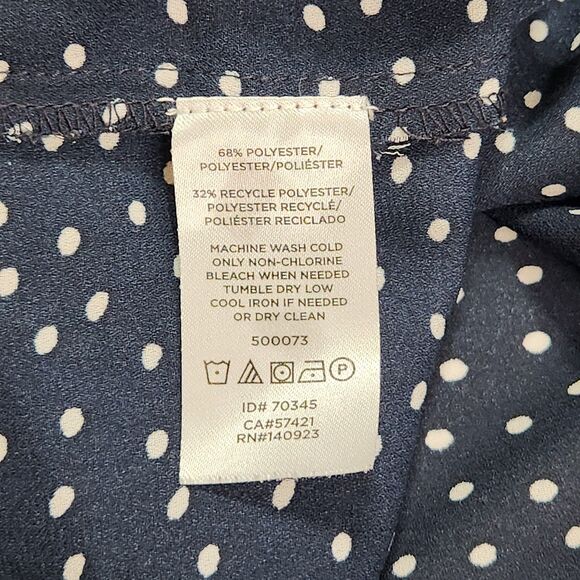 68% POLYESTER/
POLYESTER/POLIÉSTER
32% RECYCLE POLYESTER/
POLYESTER RECYCLÉ/
POLIÉSTER RECICLADO
MACHINE WASH COLD
ONLY NON-CHLORINE
BLEACH WHEN NEEDED
TUMBLE DRY LOW
COOL IRON IF NEEDED
OR DRY CLEAN
500073
P
ID# 70345
CA#57421
RN#140923